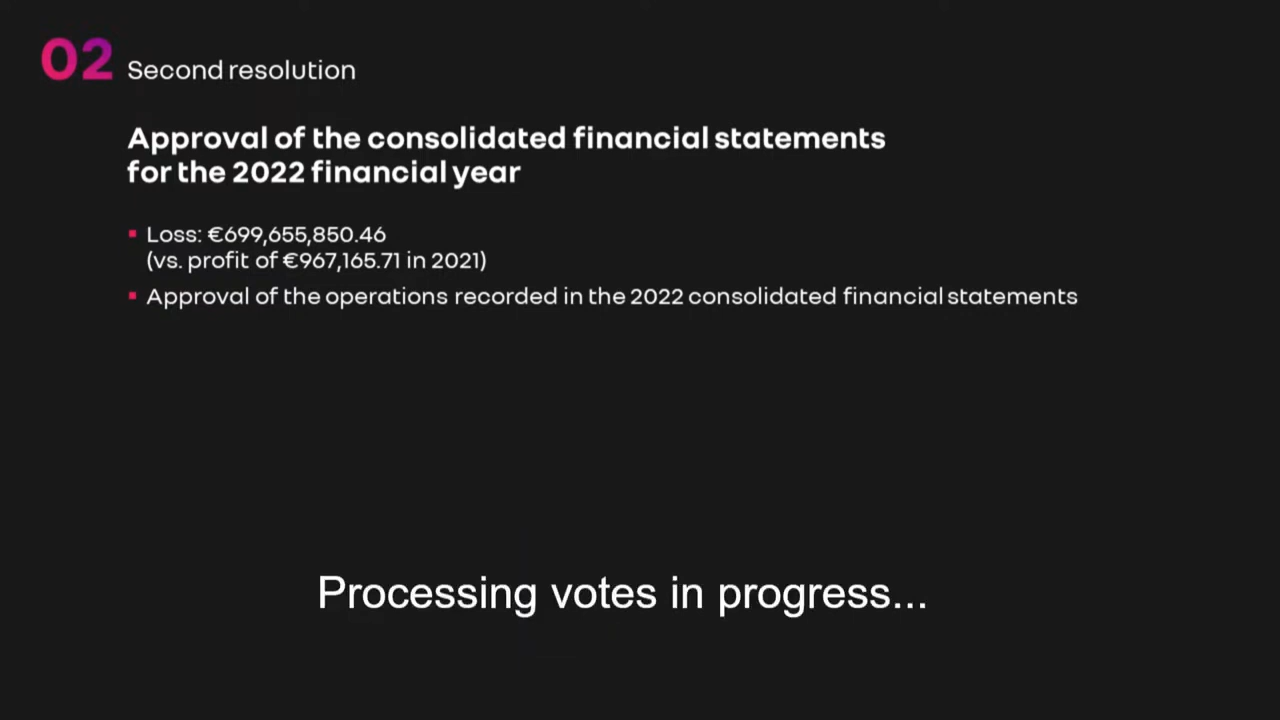 02 Second resolution
Approval of the consolidated financial statements
for the 2022 financial year
Loss: €699,655,850.46
(vs. profit of €967,165.71 in 2021)
Approval of the operations recorded in the 2022 consolidated financial statements
Processing votes in progress...